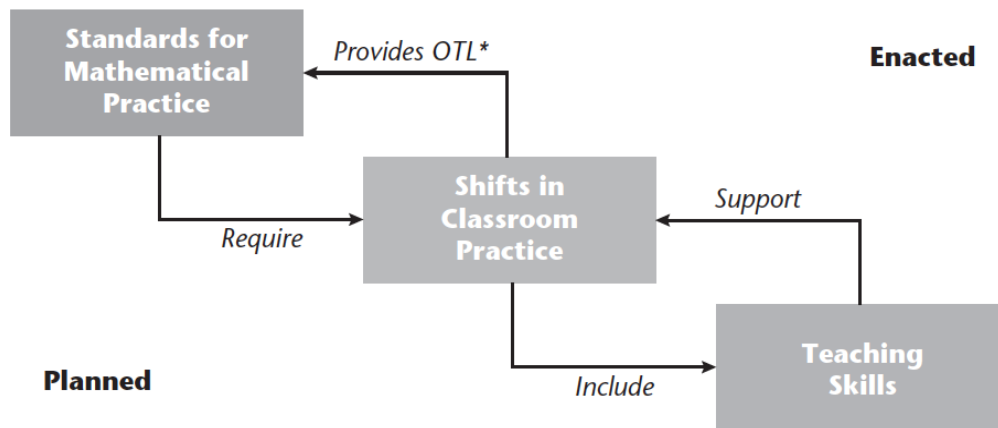 Standards for
Mathematical
Practice
Provides OTL*
Enacted
Require
Shifts in
Classroom
Practice
Support
Planned
Include
Teaching
Skills